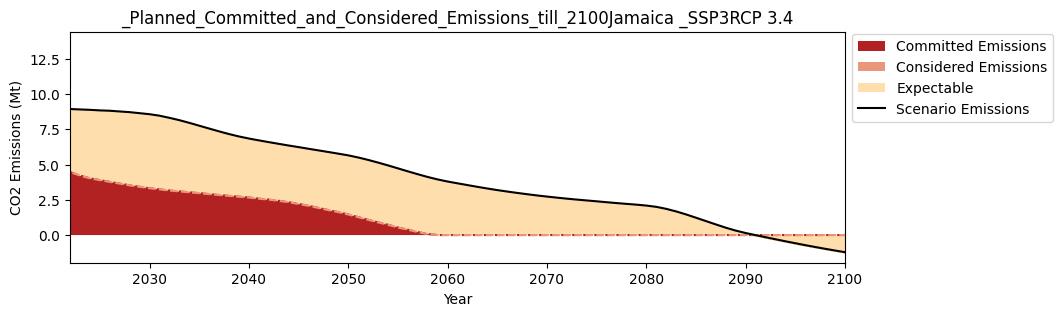 _Planned_Committed_and_Considered_Emissions_till_2100Jamaica _SSP3RCP 3.4
Committed Emissions
Considered Emissions
Expectable
Scenario Emissions
CO2 Emissions (Mt)
12.5
10.0
7.5
5.0
2.5
0.0
2030 2040 2050 2060 2070 2080 2090 2100
Year